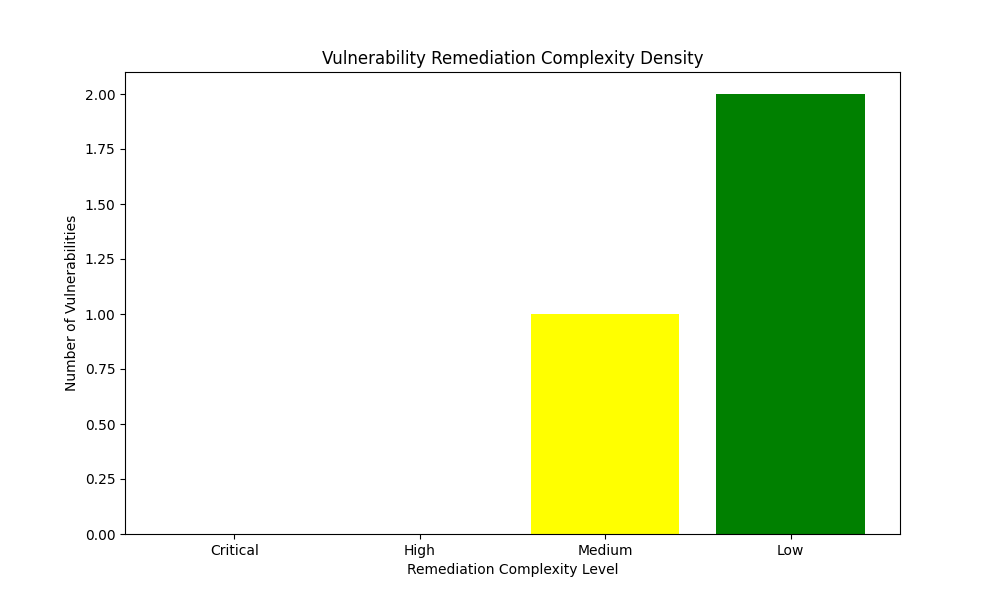 Vulnerability Remediation Complexity Density
Number of Vulnerabilities
2.00
1.75
1.50
1.25
1.00
0.75
0.50
0.25
0.00
Critical High Medium Low
Remediation Complexity Level